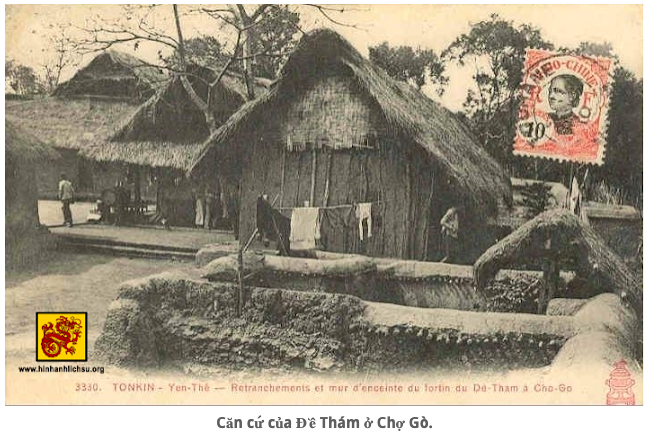 INDO-CHINE
10
www.hinhanhlichsu.org
3330. TONKIN - Yen-Thé — Retranchements et mur d'enceinte du fortin du Dé-Tham à Cho-Go
Căn cứ của Đề Thám ở Chợ Gò.